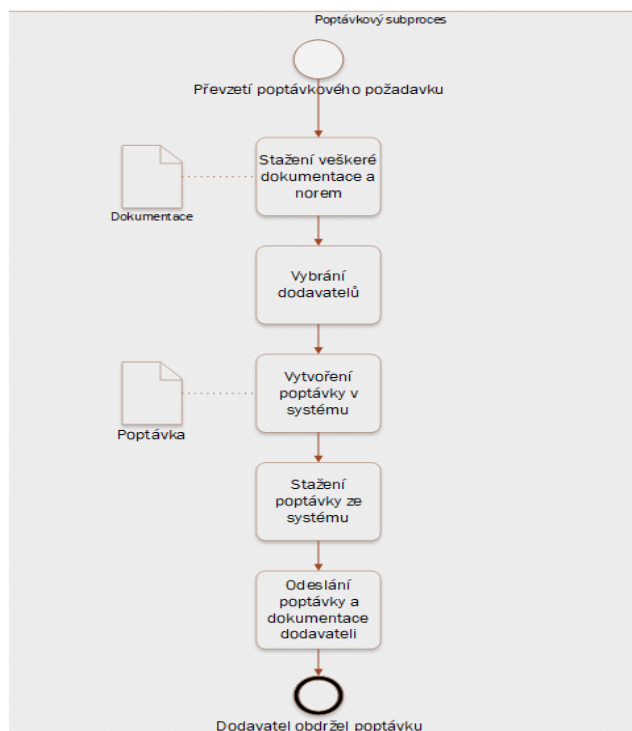 Poptávkový subproces
Převzetí poptávkového požadavku
Stažení veškeré
dokumentace a
norem
Dokumentace
Vybrání
dodavatelů
Vytvoření
poptávky v
systému
Poptávka
Stažení
poptávky ze
systému
Odeslání
poptávky a
dokumentace
dodavateli
Dodavatel obdržel poptávku